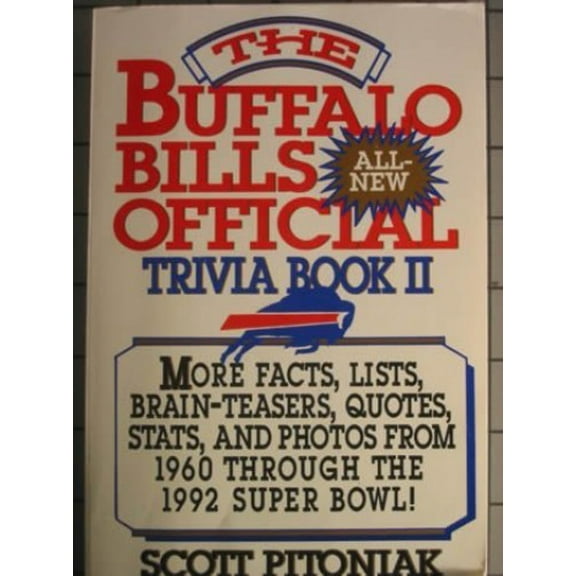 THE
BUFFALO
BILLS
ALL-
NEW
OFFICIAL
TRIVIA BOOK II
MORE FACTS, LISTS,
BRAIN-TEASERS, QUOTES,
STATS, AND PHOTOS FROM
1960 THROUGH THE
1992 SUPER BOWL!
SCOTT PITONIAK